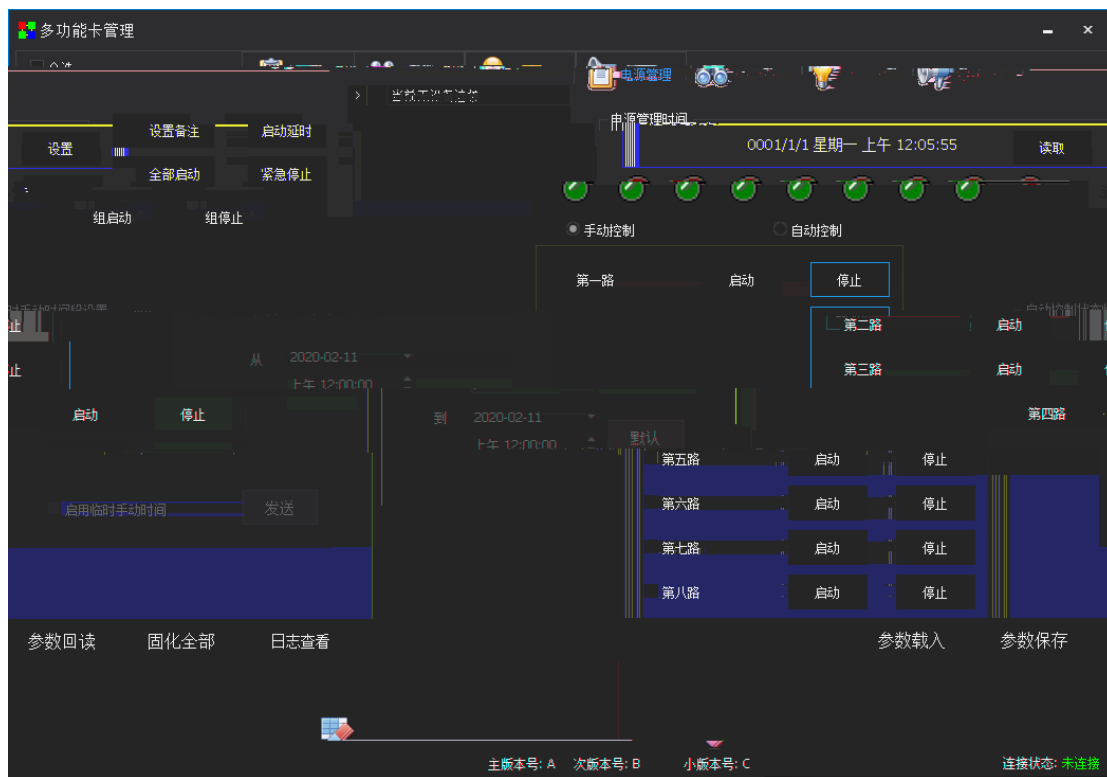 多功能卡管理
电源管理
电源管理时间
设置备注 启动延时
设置
0001/1/1 星期一 上午 12:05:55 读取
全部启动 紧急停止
组启动 组停止
手动控制 自动控制
第一路 启动 停止
第二路 启动
从 2020-02-11
上午 12:00:00
第三路 启动
启动 停止
到 2020-02-11
第四路
上午 12:00:00 默认
第五路 启动 停止
第六路 启动 停止
启用临时手动时间 发送
第七路 启动 停止
第八路 启动 停止
参数回读 固化全部 日志查看 参数载入 参数保存
主版本号: A 次版本号: B 小版本号: C 连接状态: 未连接